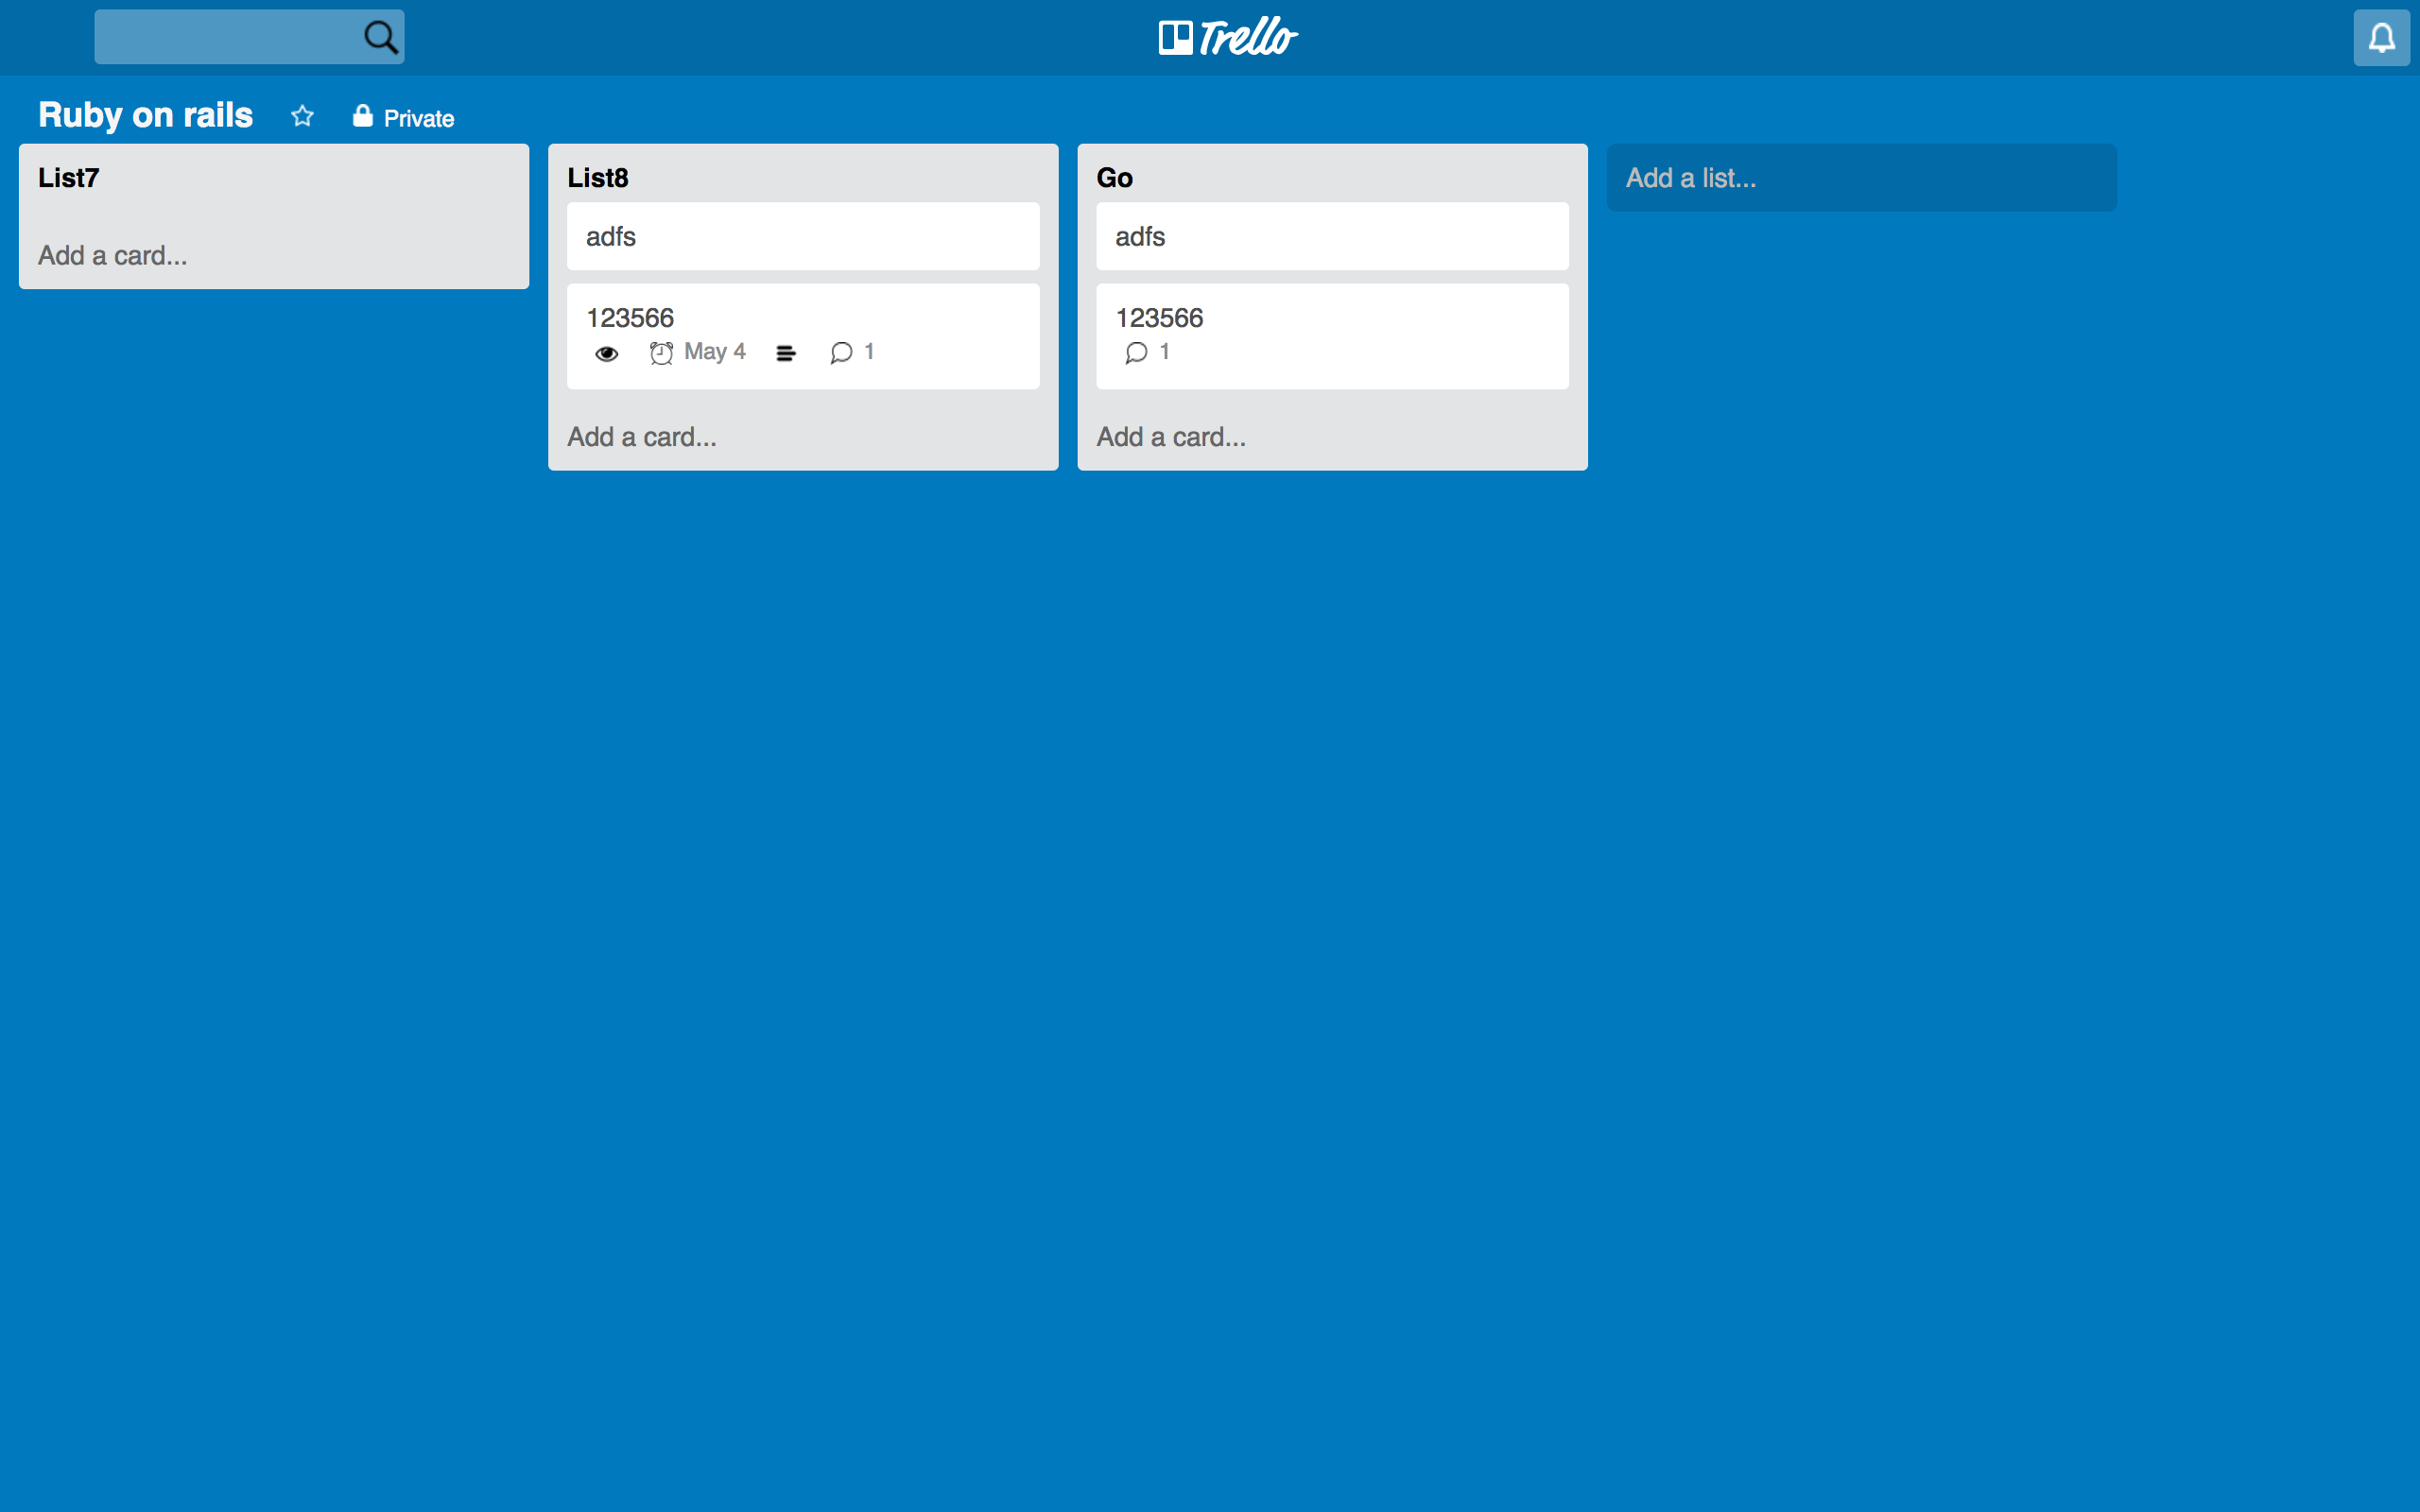 Trello
Ruby on rails Private
List7
Add a card...
List8
adfs
123566
May 4 1
Add a card...
Go
adfs
123566
1
Add a card...
Add a list...